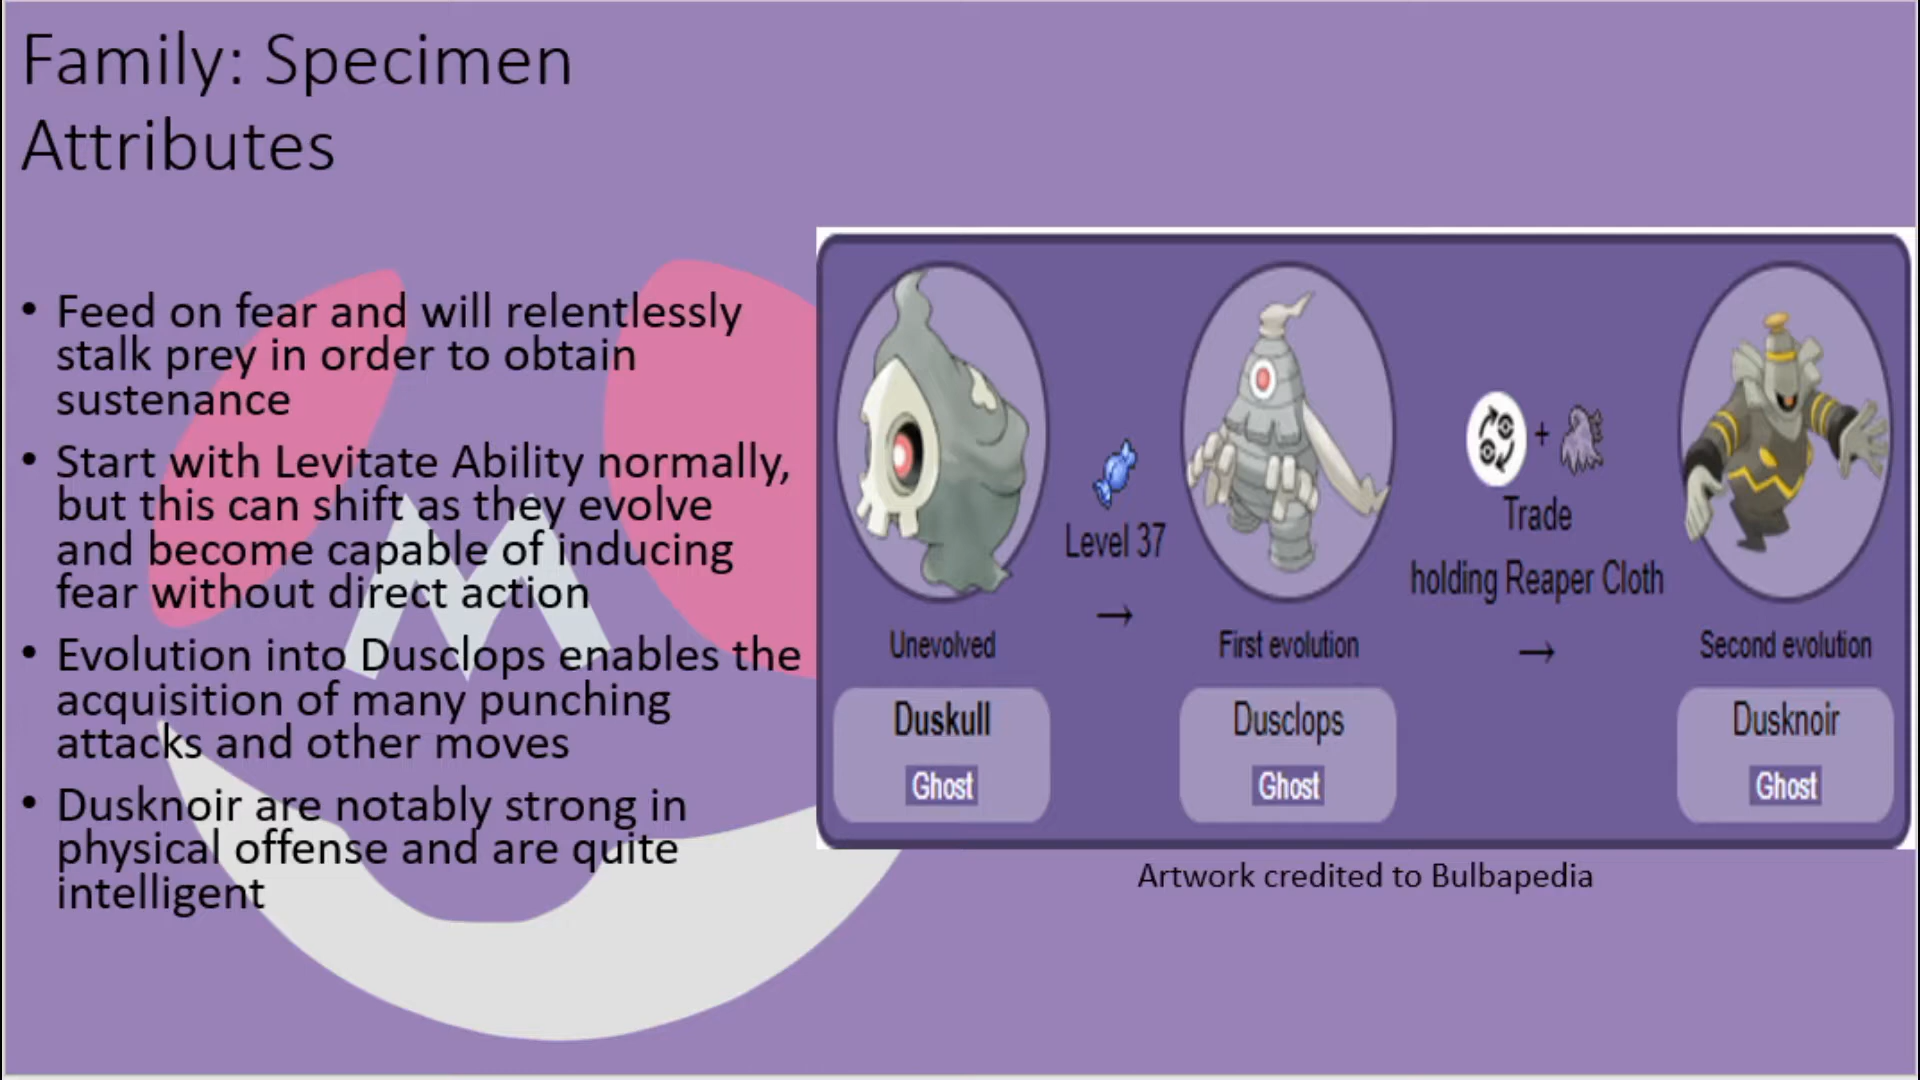 Family: Specimen
Attributes
• Feed on fear and will relentlessly
stalk prey in order to obtain
sustenance
• Start with Levitate Ability normally,
but this can shift as they evolve
and become capable of inducing
fear without direct action
• Evolution into Dusclops enables the
acquisition of many punching
attacks and other moves
• Dusknoir are notably strong in
physical offense and are quite
intelligent
Level 37
→
+
Trade
holding Reaper Cloth
→
Unevolved
First evolution
Second evolution
Duskull
Ghost
Dusclops
Ghost
Dusknoir
Ghost
Artwork credited to Bulbapedia
M